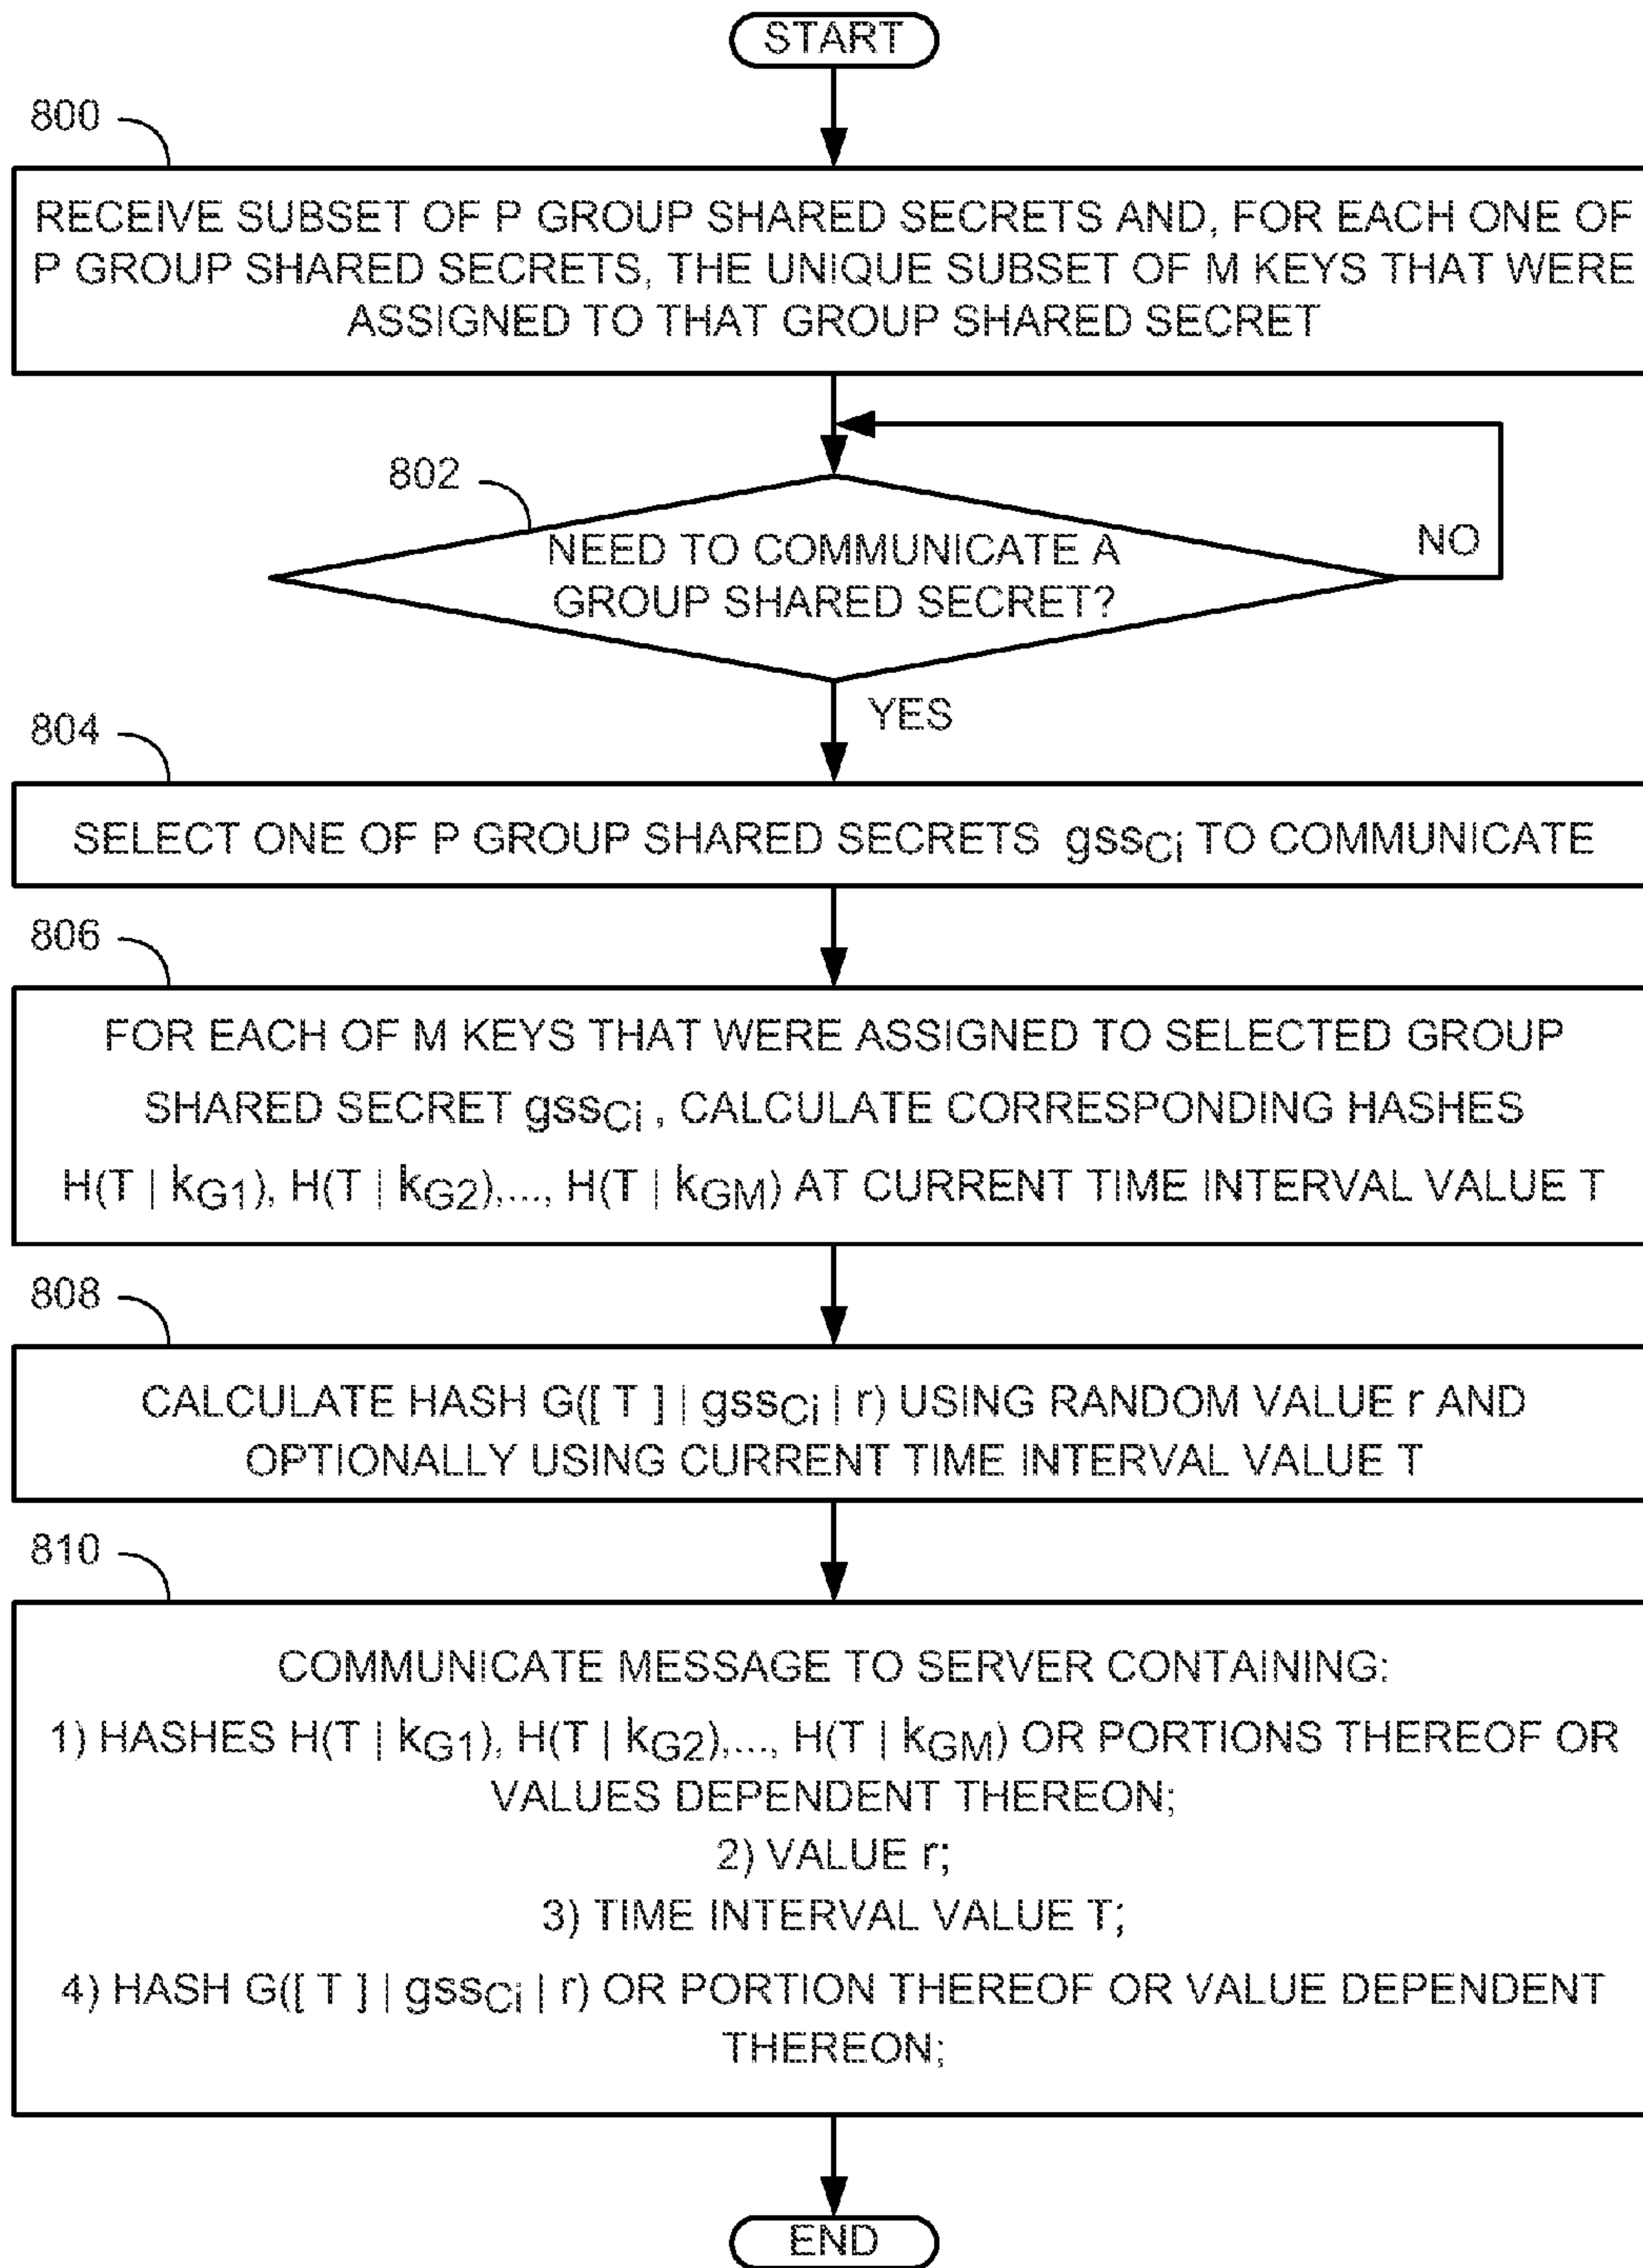 START
800
RECEIVE SUBSET OF P GROUP SHARED SECRETS AND, FOR EACH ONE OF
P GROUP SHARED SECRETS, THE UNIQUE SUBSET OF M KEYS THAT WERE
ASSIGNED TO THAT GROUP SHARED SECRET
802
NEED TO COMMUNICATE A
GROUP SHARED SECRET?
NO
YES
804
SELECT ONE OF P GROUP SHARED SECRETS gssCi TO COMMUNICATE
806
FOR EACH OF M KEYS THAT WERE ASSIGNED TO SELECTED GROUP
SHARED SECRET gssCi , CALCULATE CORRESPONDING HASHES
H(T | kG1), H(T | kG2),..., H(T | kGM) AT CURRENT TIME INTERVAL VALUE T
808
CALCULATE HASH G([ T ] | gssCi | r) USING RANDOM VALUE r AND
OPTIONALLY USING CURRENT TIME INTERVAL VALUE T
810
COMMUNICATE MESSAGE TO SERVER CONTAINING:
1) HASHES H(T | kG1), H(T | kG2),..., H(T | kGM) OR PORTIONS THEREOF OR
VALUES DEPENDENT THEREON;
2) VALUE r;
3) TIME INTERVAL VALUE T;
4) HASH G([ T ] | gssCi | r) OR PORTION THEREOF OR VALUE DEPENDENT
THEREON;
END